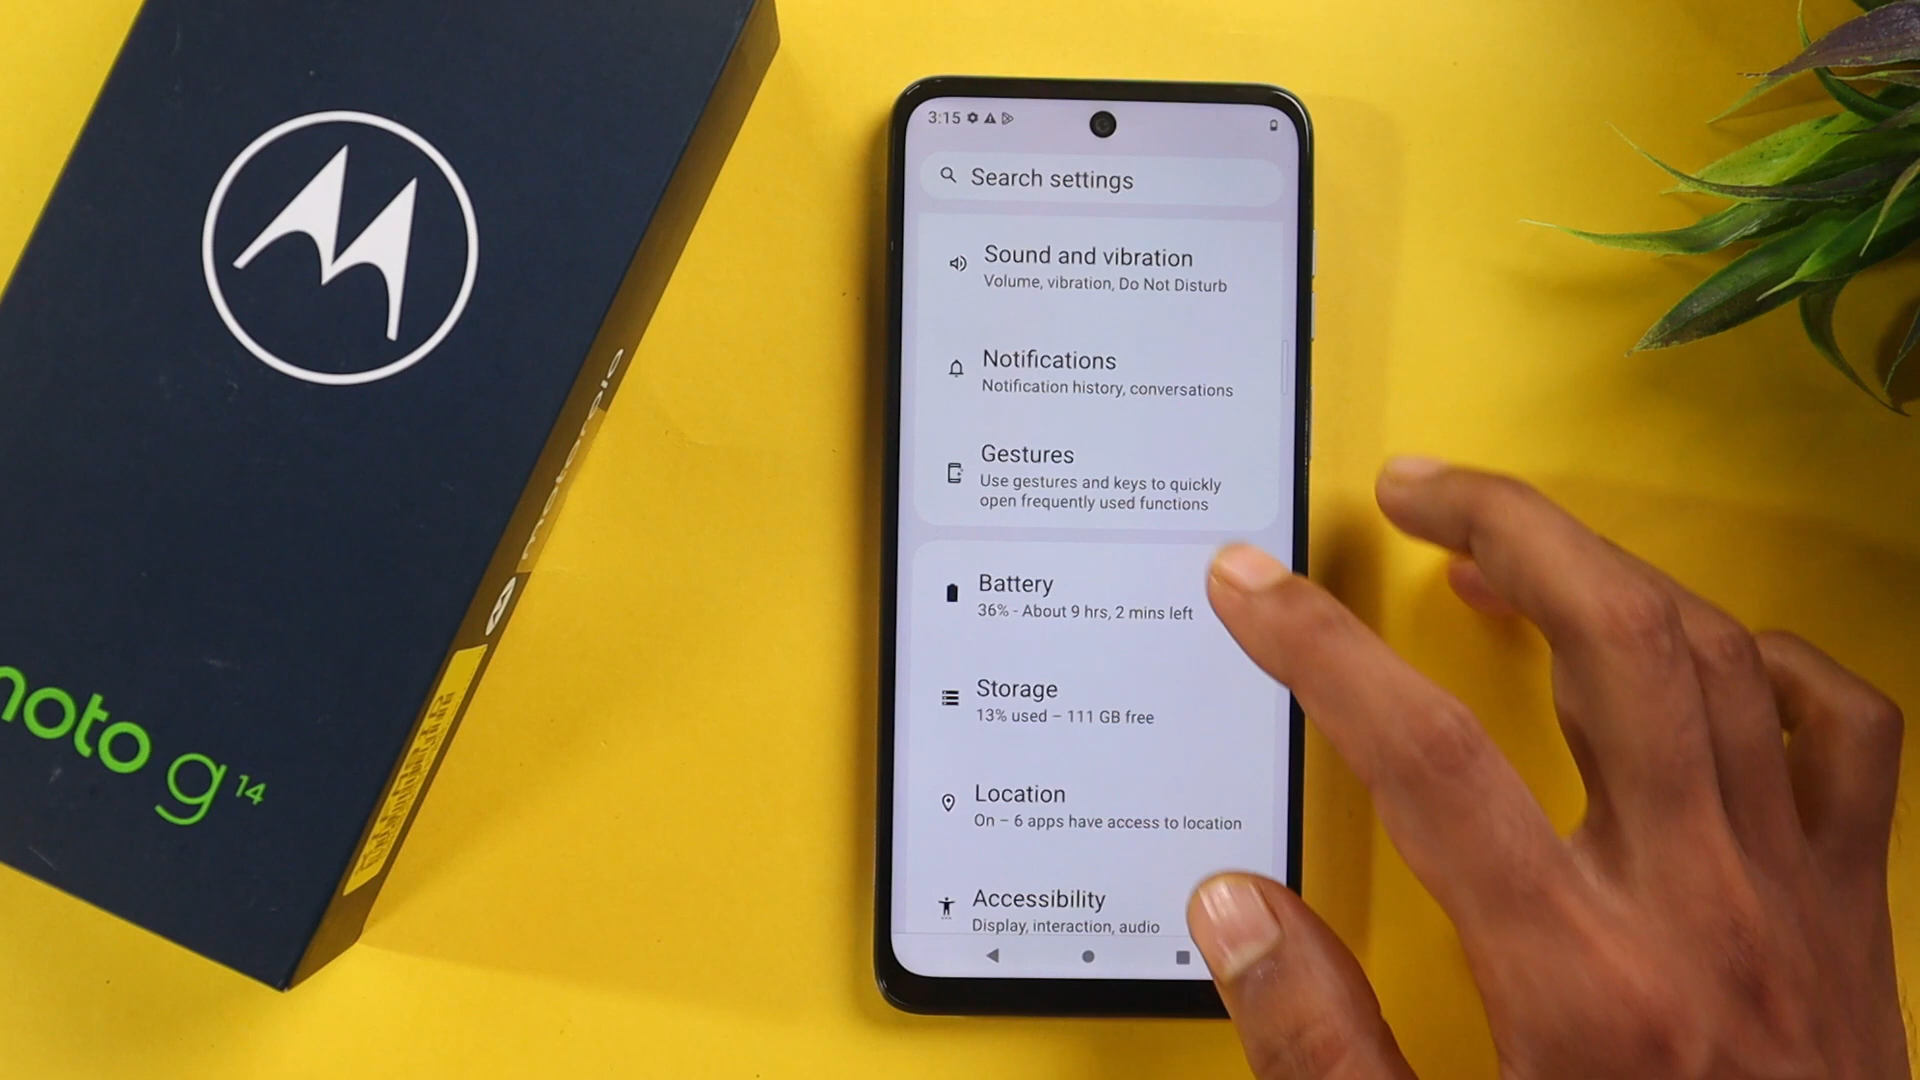 motorola
moto g14
3:15
Search settings
Sound and vibration
Volume, vibration, Do Not Disturb
Notifications
Notification history, conversations
Gestures
Use gestures and keys to quickly
open frequently used functions
Battery
36% - About 9 hrs, 2 mins left
Storage
13% used – 111 GB free
Location
On – 6 apps have access to location
Accessibility
Display, interaction, audio